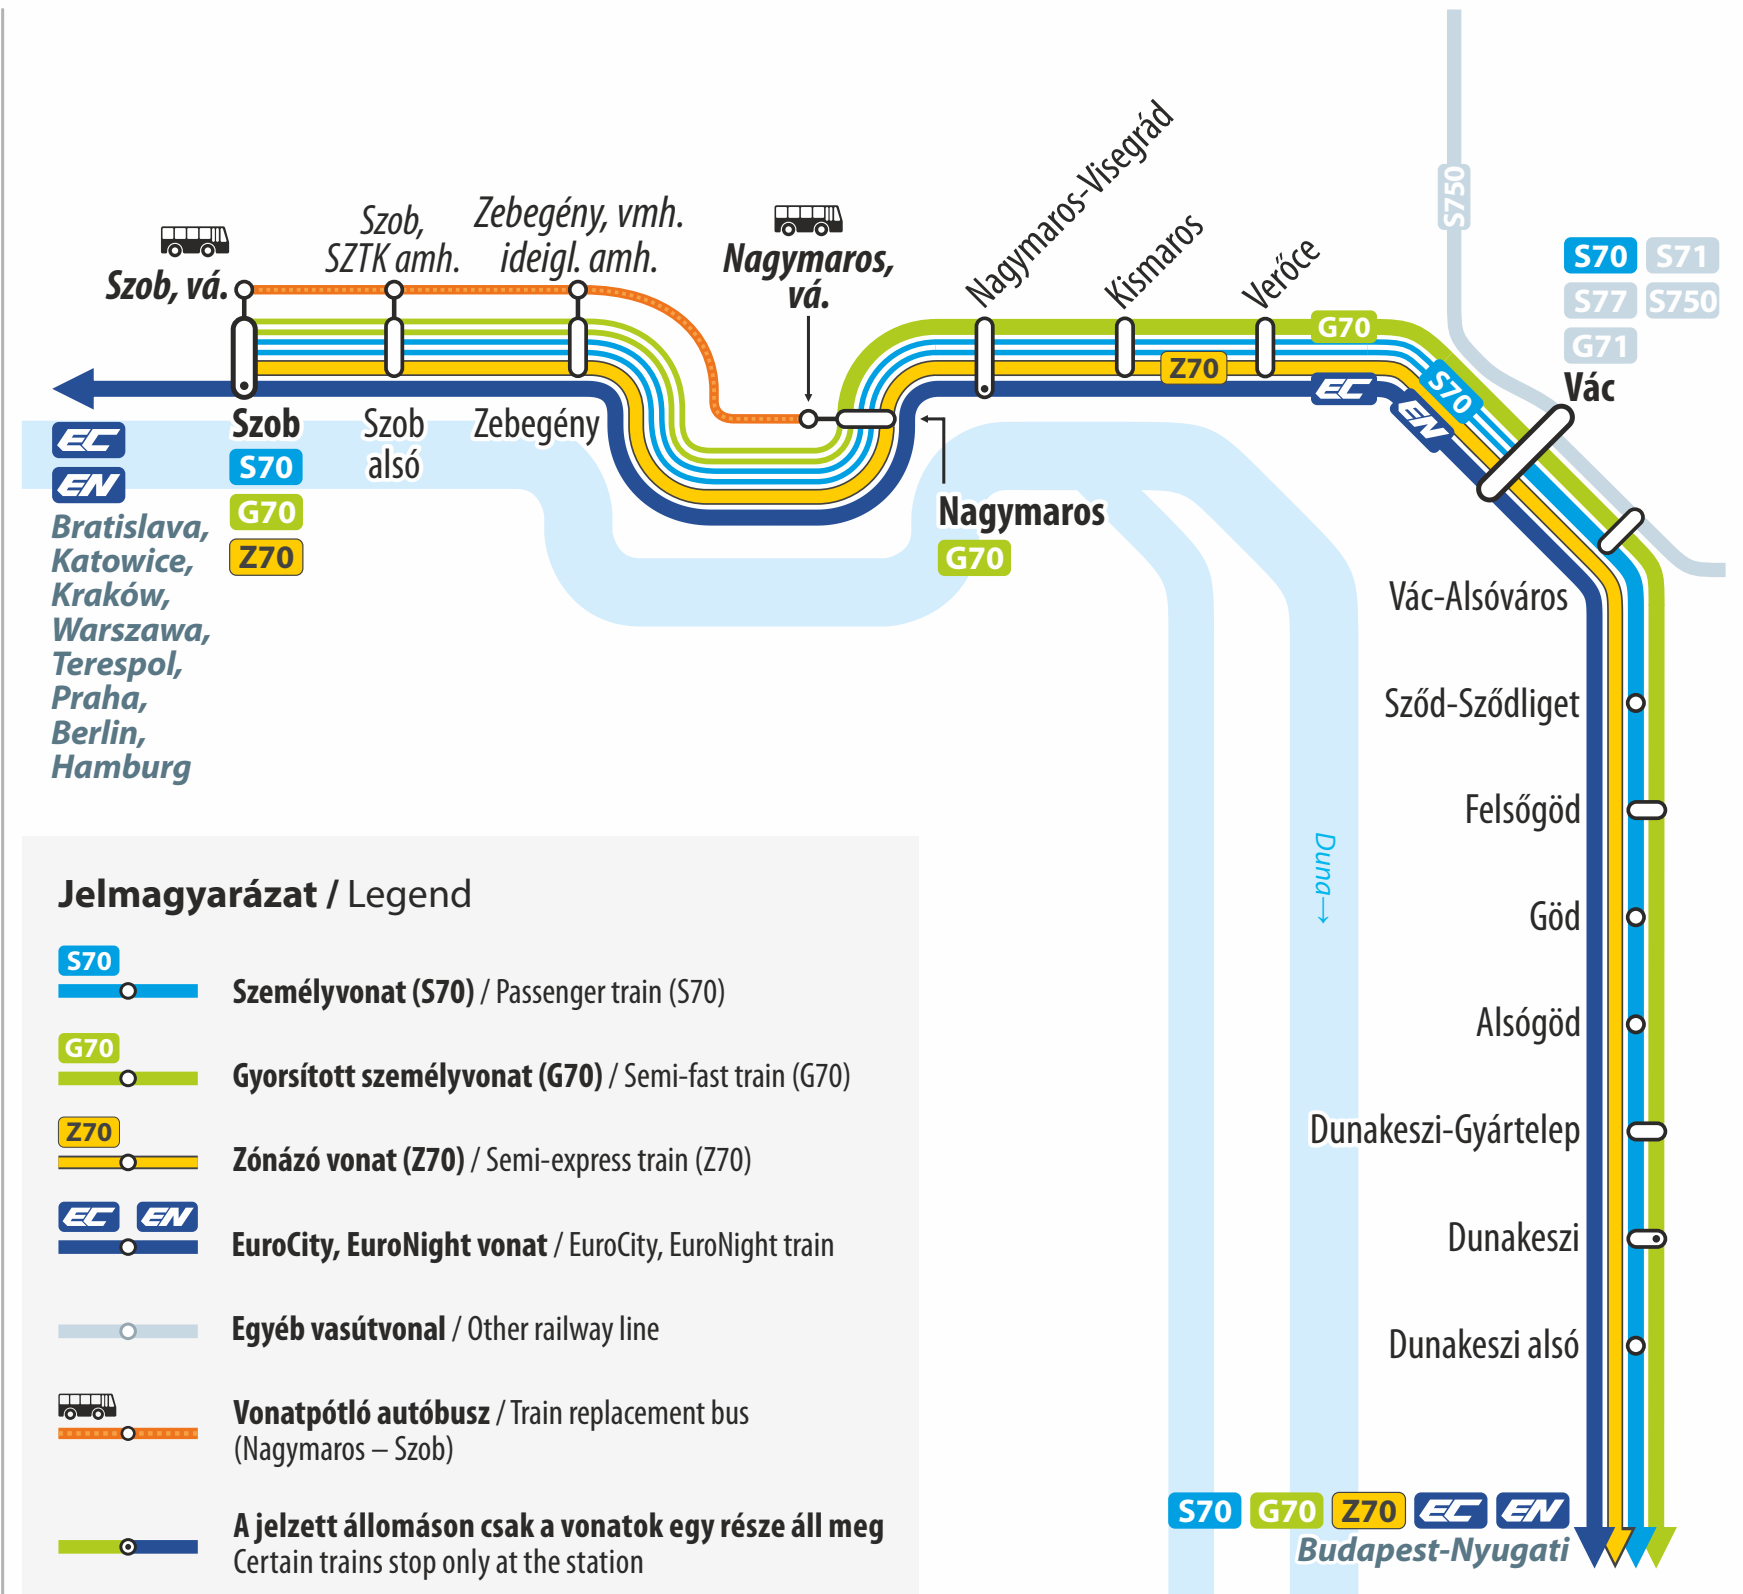 Szob, vá.
Szob,
SZTK amh.
Zebegény, vmh.
ideigl. amh.
Nagymaros,
vá.
Nagymaros-Visegrád
Kismaros
Verőce
S750
S70 S71
S77 S750
G71
Vác
G70
Z70
EC
S70
EN
EC
EN
Bratislava,
Katowice,
Kraków,
Warszawa,
Terespol,
Praha,
Berlin,
Hamburg
Szob
S70
G70
Z70
Szob
alsó
Zebegény
Nagymaros
G70
Vác-Alsóváros
Sződ-Sződliget
Felsőgöd
Göd
Alsógöd
Dunakeszi-Gyártelep
Dunakeszi
Dunakeszi alsó
Duna→
S70 G70 Z70 EC EN
Budapest-Nyugati
Jelmagyarázat / Legend
S70
Személyvonat (S70) / Passenger train (S70)
G70
Gyorsított személyvonat (G70) / Semi-fast train (G70)
Z70
Zónázó vonat (Z70) / Semi-express train (Z70)
EC EN
EuroCity, EuroNight vonat / EuroCity, EuroNight train
Egyéb vasútvonal / Other railway line
Vonatpótló autóbusz / Train replacement bus
(Nagymaros – Szob)
A jelzett állomáson csak a vonatok egy része áll meg
Certain trains stop only at the station